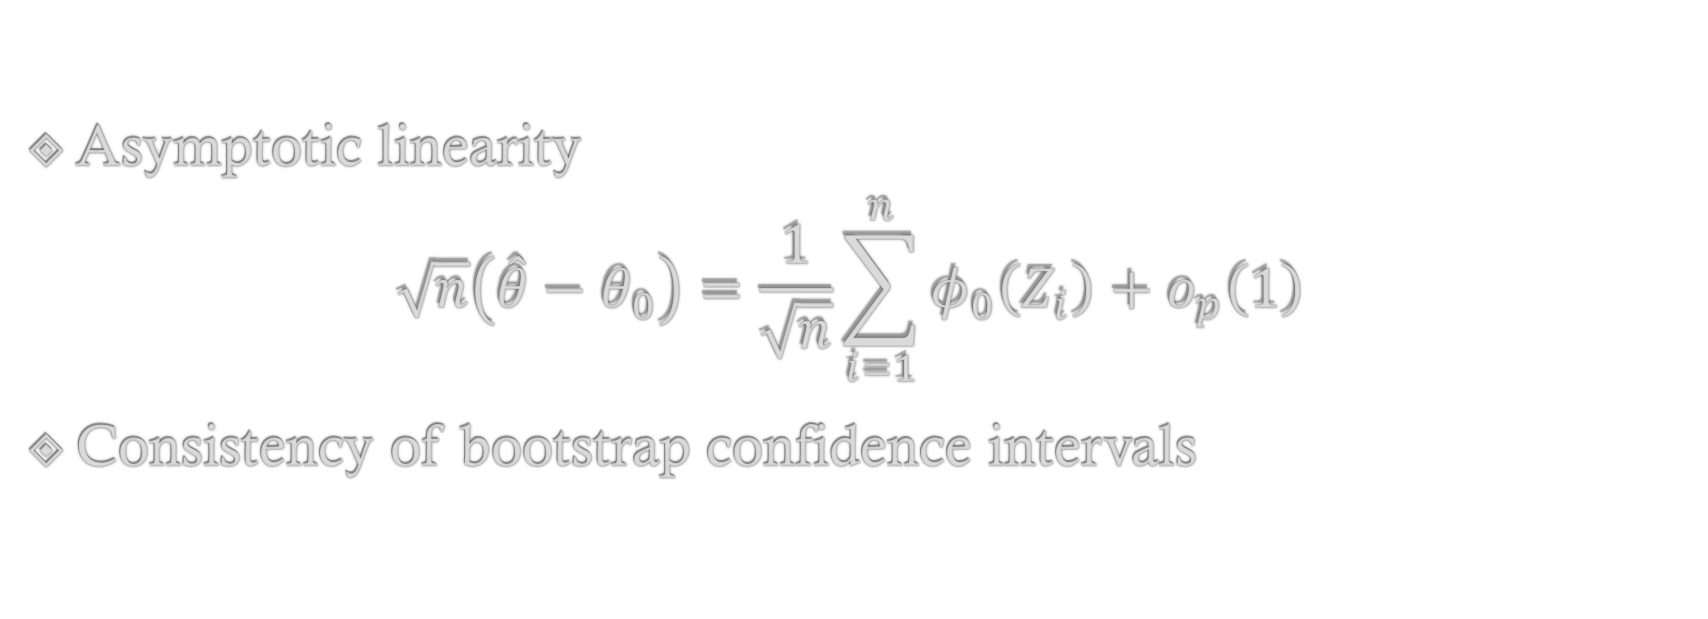 ❖ Asymptotic linearity
√n(θ̂ − θ₀) = 1/√n ∑ᵢ₌₁ⁿ ϕ₀(Zᵢ) + oₚ(1)
❖ Consistency of bootstrap confidence intervals